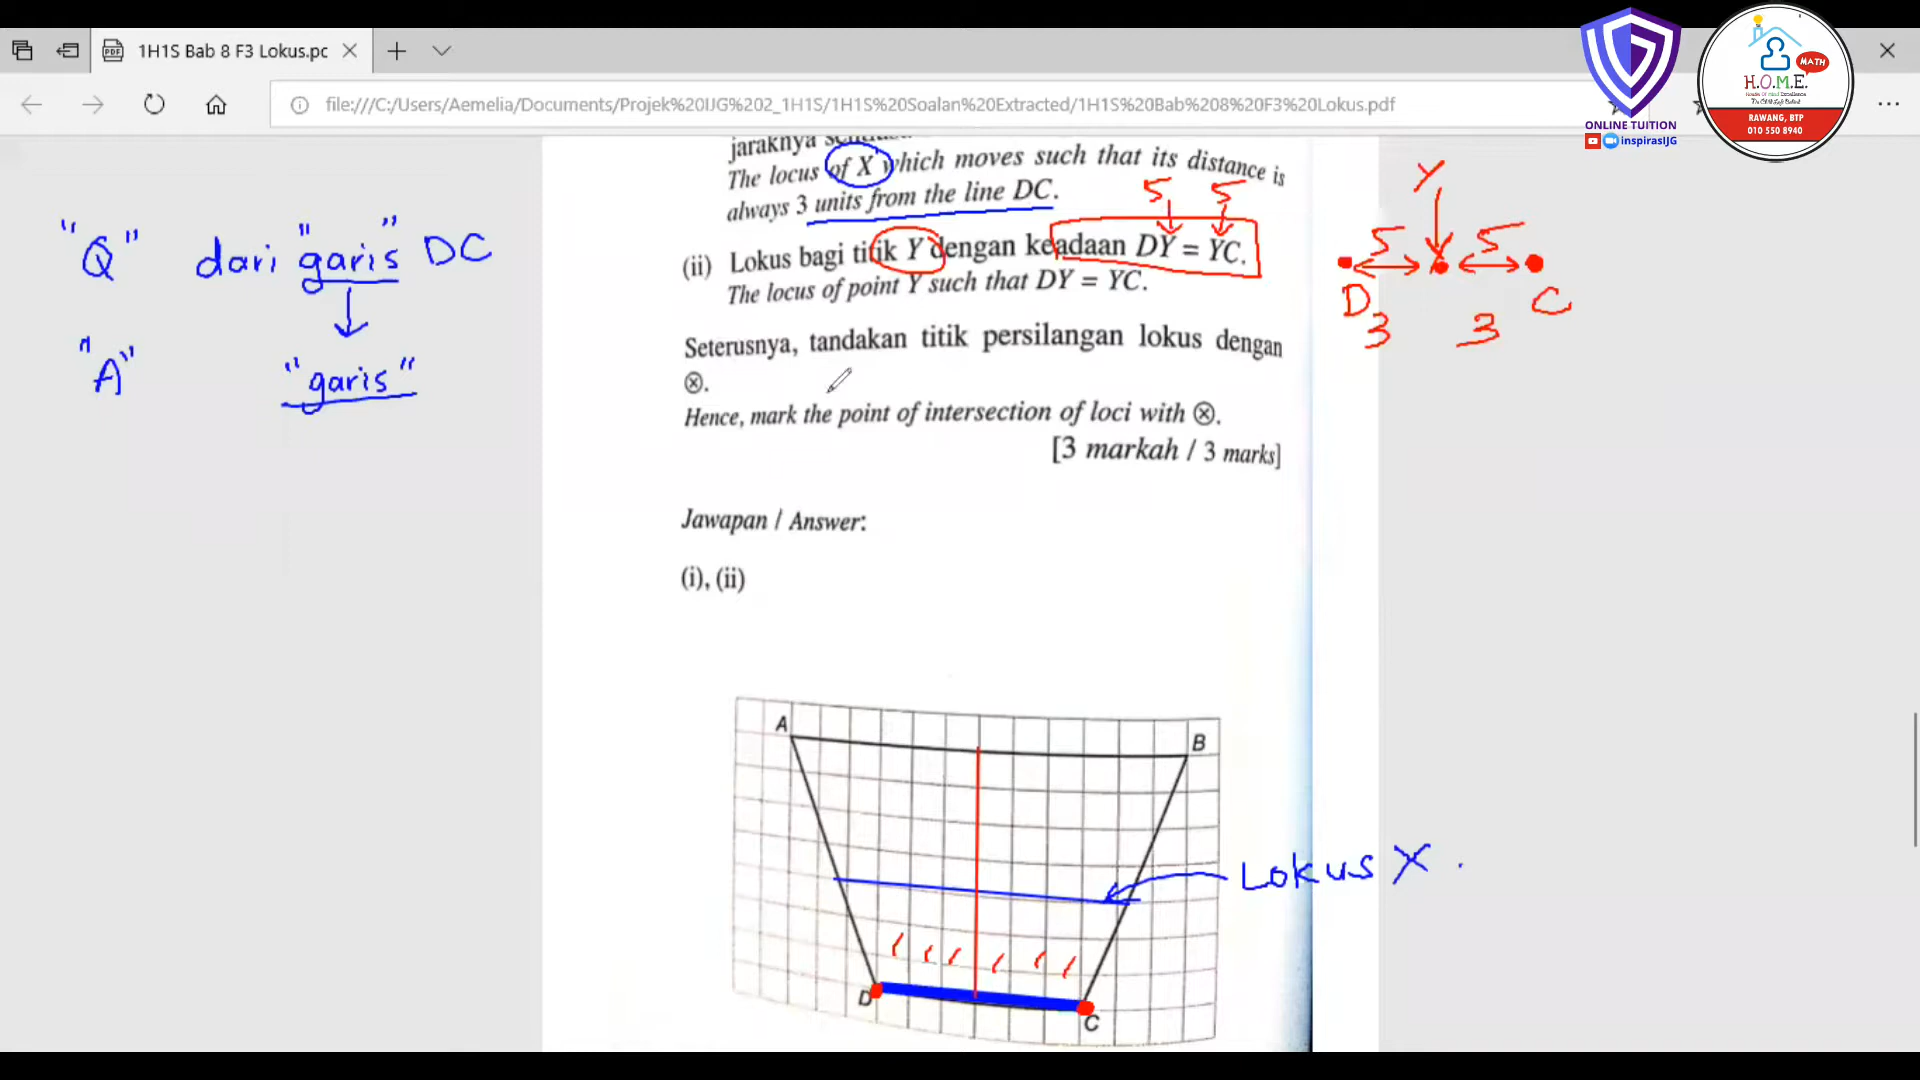 1H1S Bab 8 F3 Lokus.pc
file:///C:/Users/Aemelia/Documents/Projek%20IJG%202_1H1S/1H1S%20Soalan%20Extracted/1H1S%20Bab%208%20F3%20Lokus.pdf
ONLINE TUITION
inspirasiJG
H.O.M.E.
MATH
RAWANG, BTP
010 550 8940
jaraknya
The locus of X which moves such that its distance is
always 3 units from the line DC.
5 5
(ii) Lokus bagi titik Y dengan keadaan DY = YC.
The locus of point Y such that DY = YC.
Seterusnya, tandakan titik persilangan lokus dengan
⊗.
Hence, mark the point of intersection of loci with ⊗.
[3 markah / 3 marks]
Jawapan / Answer:
(i), (ii)
"Q" dari "garis" DC
"A" "garis"
Y
5 5
D C
3 3
A
B
Lokus X
D
C